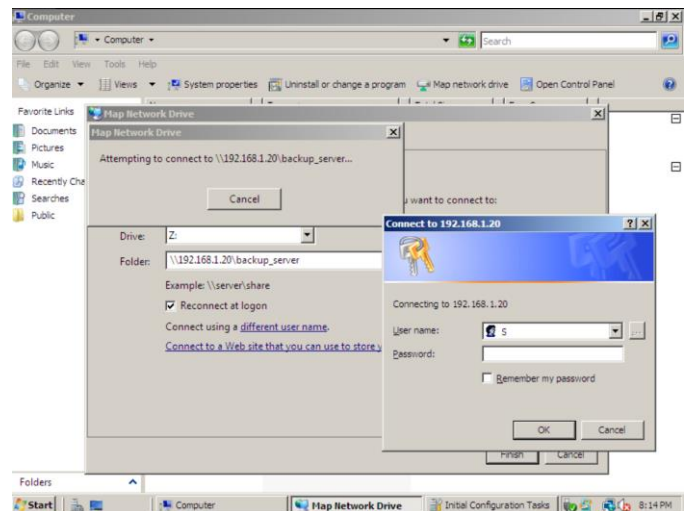 Computer
Computer
Search
File Edit View Tools Help
Organize Views System properties Uninstall or change a program Map network drive Open Control Panel
Favorite Links
Documents
Pictures
Music
Recently Cha
Searches
Public
Folders
Map Network Drive
Map Network Drive
Attempting to connect to \\192.168.1.20\backup_server...
Cancel
u want to connect to:
Drive: Z:
Folder: \\192.168.1.20\backup_server
Example: \\server\share
Reconnect at logon
Connect using a different user name.
Connect to a Web site that you can use to store y
Finish Cancel
Connect to 192.168.1.20
Connecting to 192.168.1.20
User name: S
Password:
Remember my password
OK Cancel
Start Computer Map Network Drive Initial Configuration Tasks 8:14 PM